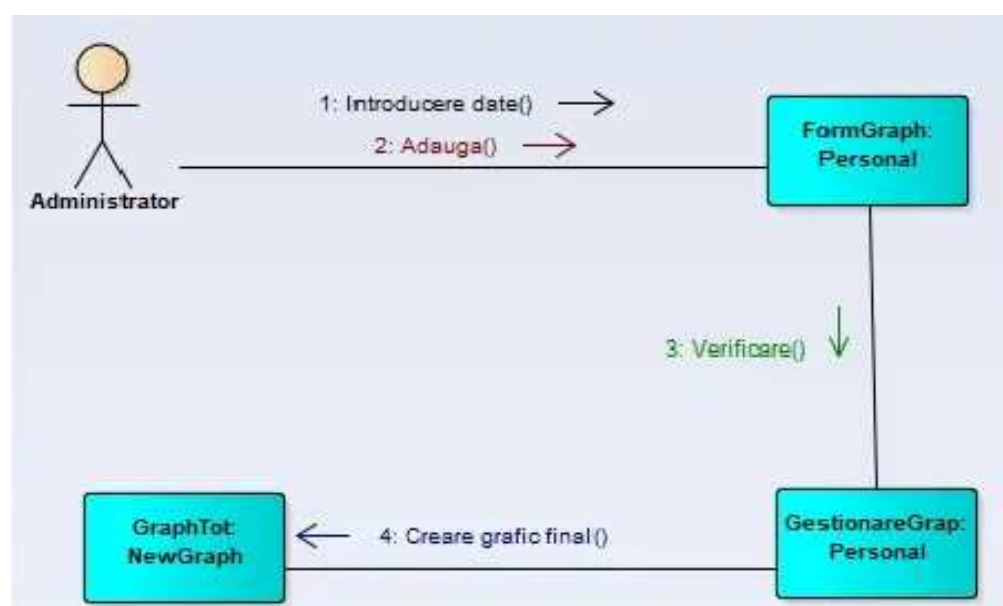 1: Introducere date()
2: Adauga()
FormGraph:
Personal
Administrator
3: Verificare()
GraphTot:
NewGraph
4: Creare grafic final()
GestionareGrap:
Personal